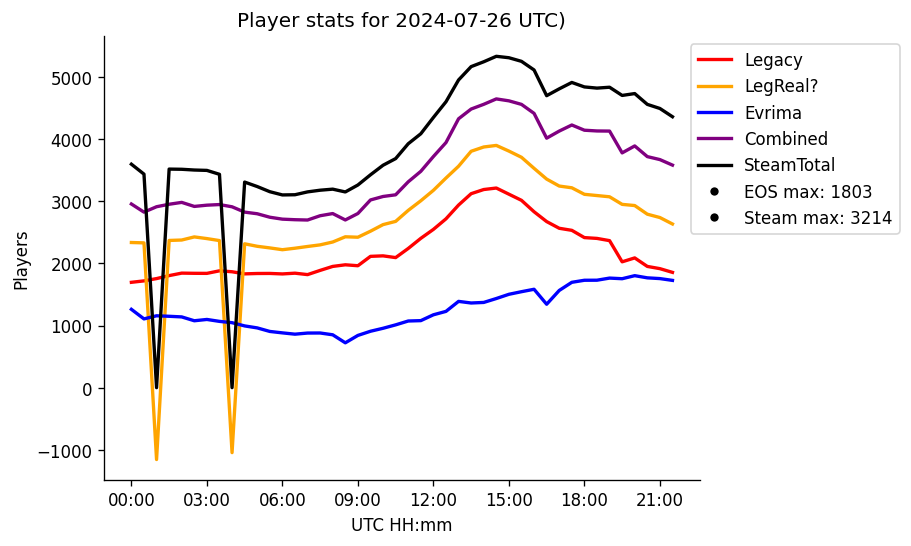 Player stats for 2024-07-26 UTC)
Legacy
LegReal?
Evrima
Combined
SteamTotal
EOS max: 1803
Steam max: 3214
Players
5000
4000
3000
2000
1000
0
−1000
00:00 03:00 06:00 09:00 12:00 15:00 18:00 21:00
UTC HH:mm